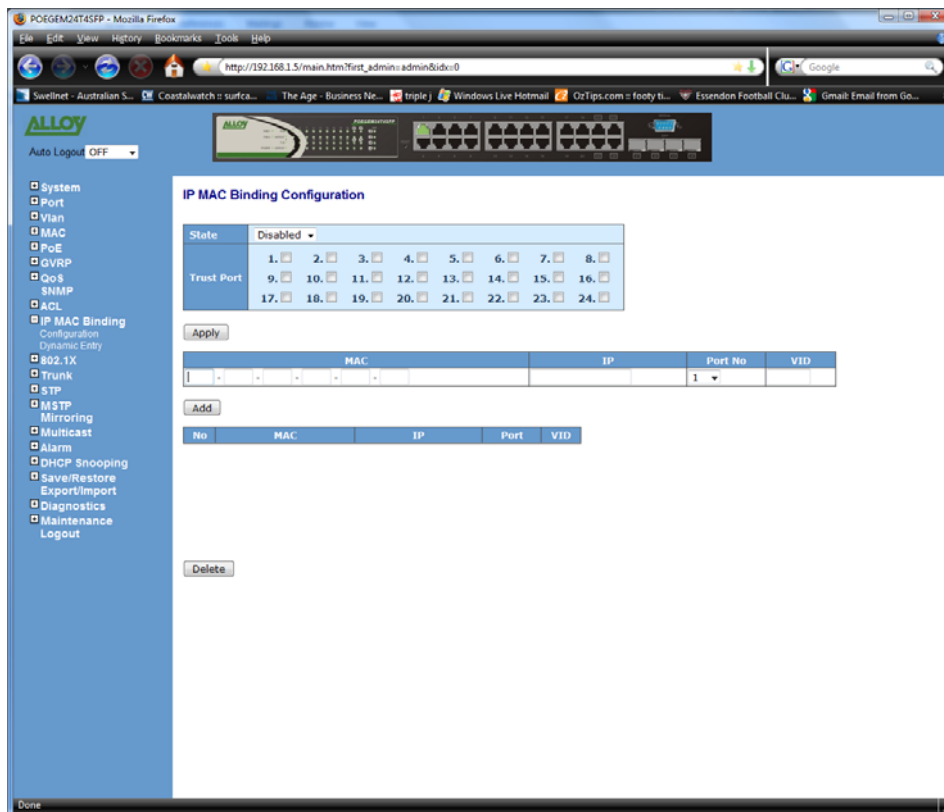 POEGEM24T4SFP - Mozilla Firefox
File Edit View History Bookmarks Tools Help
http://192.168.1.5/main.htm?first_admin=admin&idx=0
Google
Swellnet - Australian S... Coastalwatch :: surfca... The Age - Business Ne... triple j Windows Live Hotmail OzTips.com :: footy ti... Essendon Football Clu... Gmail: Email from Go...
ALLOY
ALLOY
POEGEM24T4SFP
Auto Logout OFF
System
Port
Vlan
MAC
PoE
GVRP
QoS
SNMP
ACL
IP MAC Binding
Configuration
Dynamic Entry
802.1X
Trunk
STP
MSTP
Mirroring
Multicast
Alarm
DHCP Snooping
Save/Restore
Export/Import
Diagnostics
Maintenance
Logout
IP MAC Binding Configuration
State Disabled
Trust Port
1. 2. 3. 4. 5. 6. 7. 8.
9. 10. 11. 12. 13. 14. 15. 16.
17. 18. 19. 20. 21. 22. 23. 24.
Apply
MAC IP Port No VID
- - - - - 1
Add
No MAC IP Port VID
Delete
Done